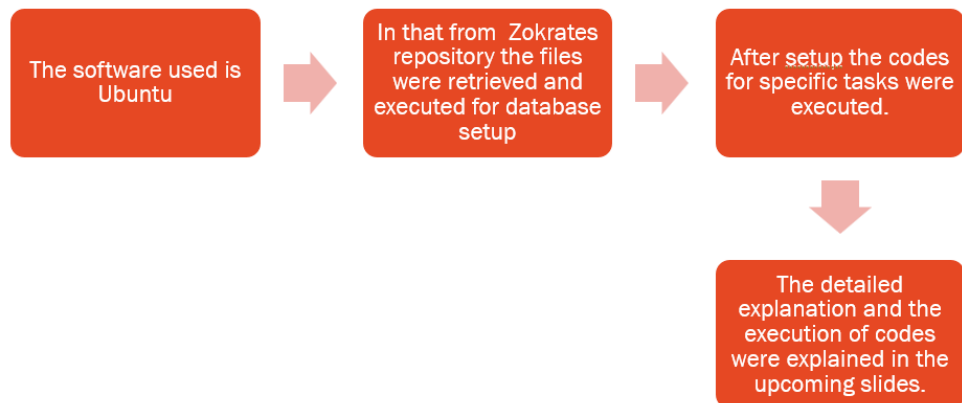 The software used is
Ubuntu
In that from  Zokrates
repository the files
were retrieved and
executed for database
setup
After setup the codes
for specific tasks were
executed.
The detailed
explanation and the
execution of codes
were explained in the
upcoming slides.